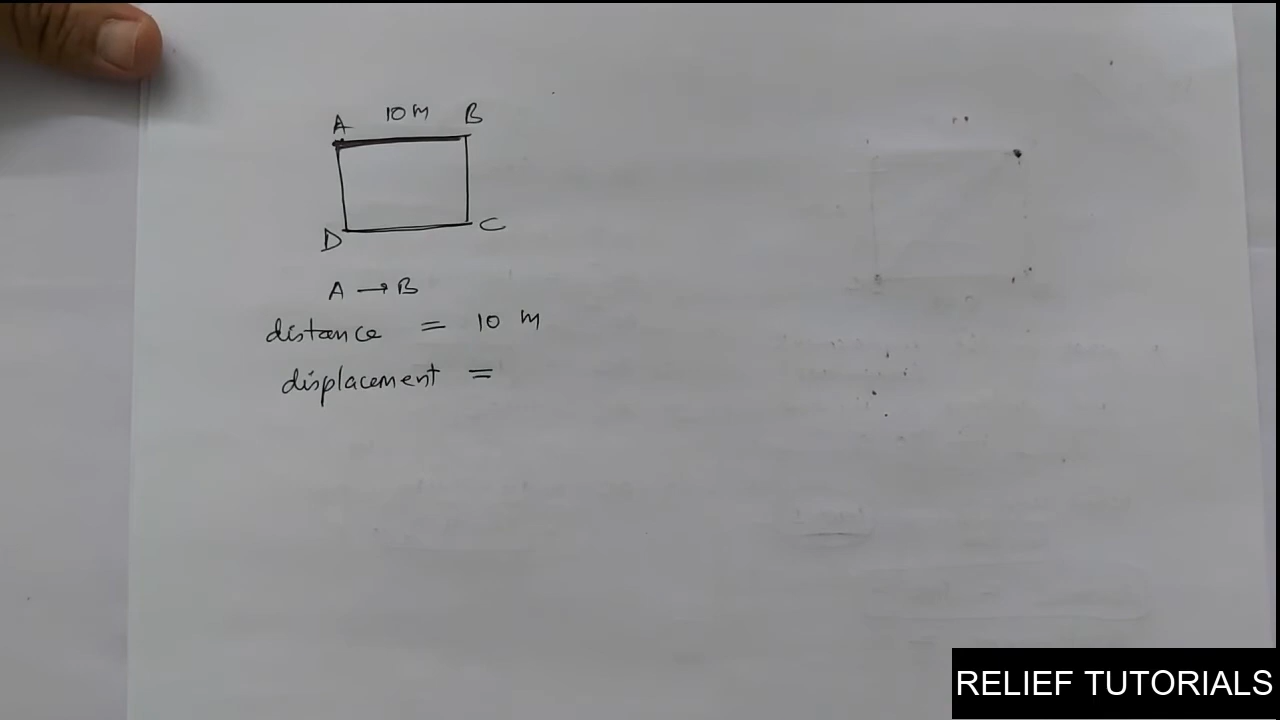 A 10 M B
D C
A → B
distance = 10 m
displacement =
RELIEF TUTORIALS